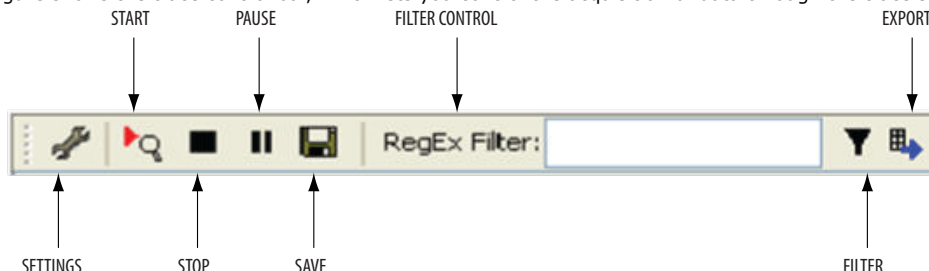 START PAUSE FILTER CONTROL EXPORT
RegEx Filter:
SETTINGS STOP SAVE FILTER